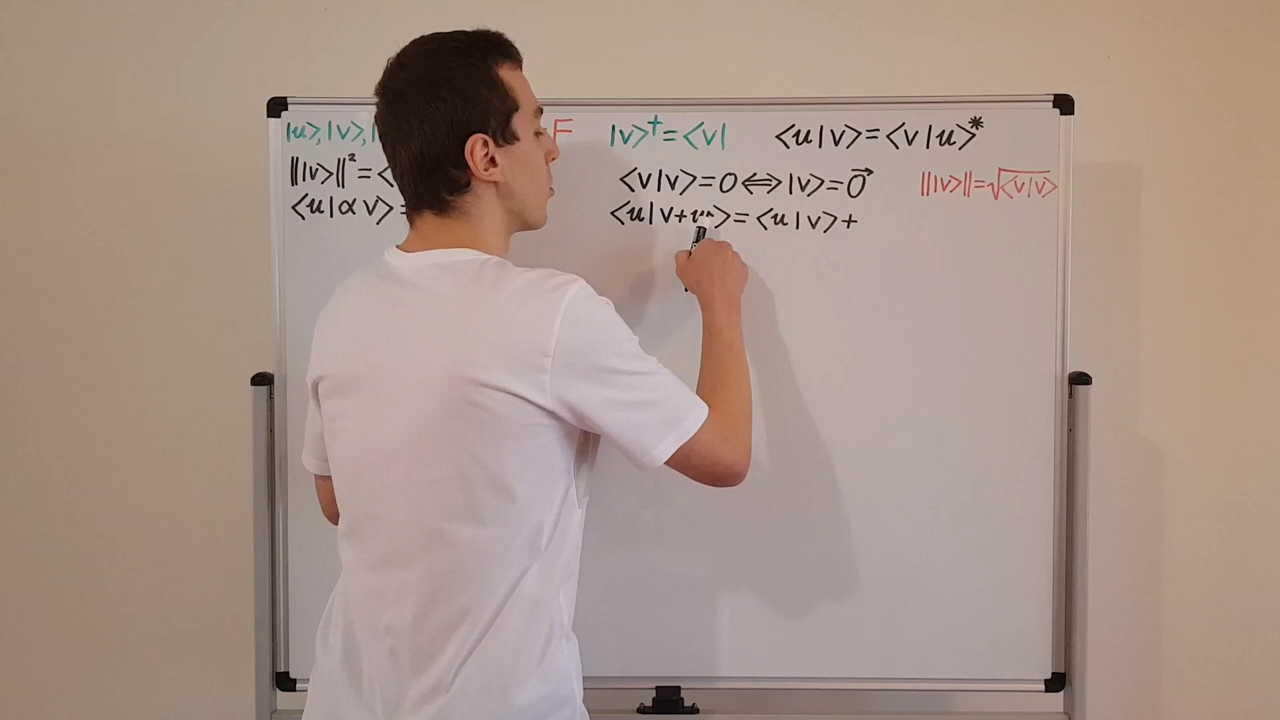 |u>, |v>, | F |v>† = <v| <u|v> = <v|u>*
‖|v>‖² = < <v|v> = 0 ⟺ |v> = 0⃗ ‖|v>‖ = √<v|v>
<u|αv> = <u|v+w> = <u|v> +